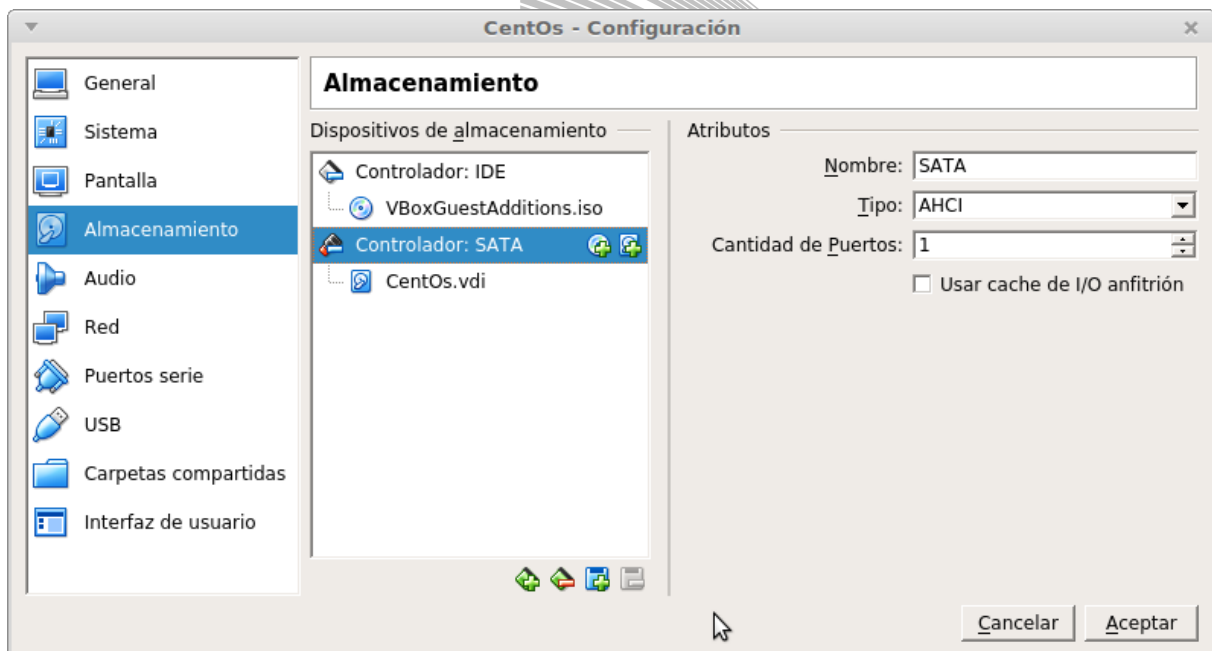 CentOs - Configuración
General
Sistema
Pantalla
Almacenamiento
Audio
Red
Puertos serie
USB
Carpetas compartidas
Interfaz de usuario
Almacenamiento
Dispositivos de almacenamiento
Controlador: IDE
VBoxGuestAdditions.iso
Controlador: SATA
CentOs.vdi
Atributos
Nombre: SATA
Tipo: AHCI
Cantidad de Puertos: 1
Usar cache de I/O anfitrión
Cancelar
Aceptar